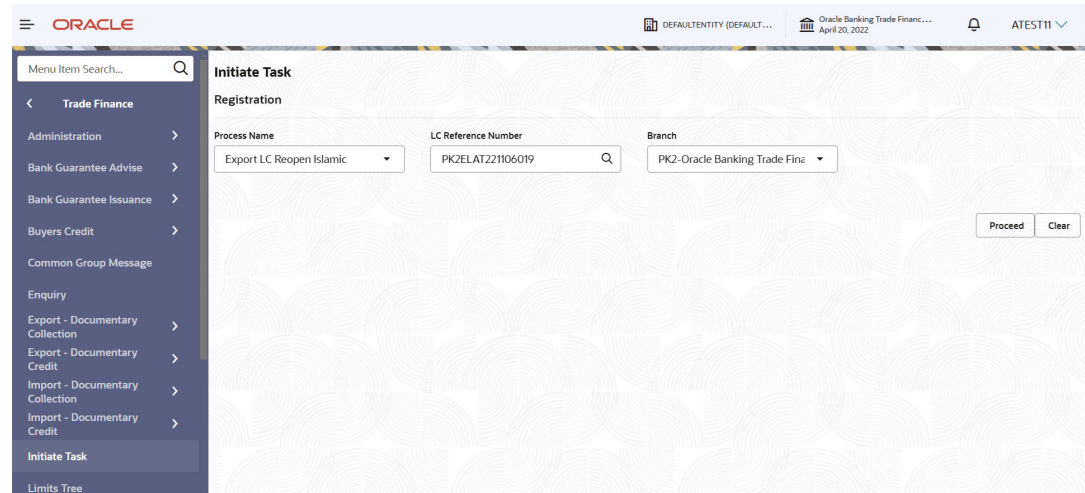 ORACLE
DEFAULTENTITY (DEFAULT...
Oracle Banking Trade Financ...
April 20, 2022
ATEST11
Menu Item Search...
Trade Finance
Administration
Bank Guarantee Advise
Bank Guarantee Issuance
Buyers Credit
Common Group Message
Enquiry
Export - Documentary
Collection
Export - Documentary
Credit
Import - Documentary
Collection
Import - Documentary
Credit
Initiate Task
Limits Tree
Initiate Task
Registration
Process Name
LC Reference Number
Branch
Export LC Reopen Islamic
PK2ELAT221106019
PK2-Oracle Banking Trade Fina
Proceed
Clear